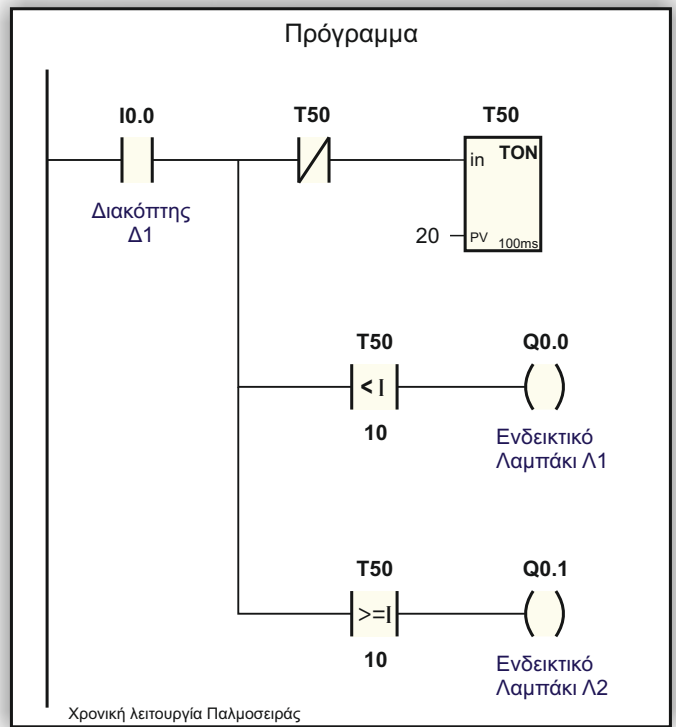 Πρόγραμμα
I0.0 T50 T50
in TON
Διακόπτης
Δ1
20 PV 100ms
T50 Q0.0
< I
10
Ενδεικτικό
Λαμπάκι Λ1
T50 Q0.1
>=I
10
Ενδεικτικό
Λαμπάκι Λ2
Χρονική λειτουργία Παλμοσειράς